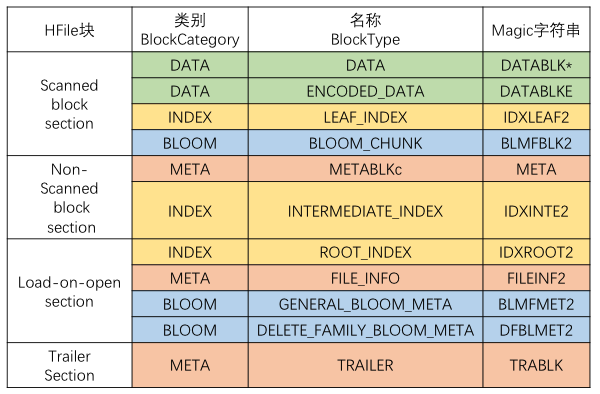 HFile块
类别
BlockCategory
名称
BlockType
Magic字符串
Scanned
block
section
DATA
DATA
DATABLK*
DATA
ENCODED_DATA
DATABLKE
INDEX
LEAF_INDEX
IDXLEAF2
BLOOM
BLOOM_CHUNK
BLMFBLK2
Non-
Scanned
block
section
META
METABLKc
META
INDEX
INTERMEDIATE_INDEX
IDXINTE2
Load-on-open
section
INDEX
ROOT_INDEX
IDXROOT2
META
FILE_INFO
FILEINF2
BLOOM
GENERAL_BLOOM_META
BLMFMET2
BLOOM
DELETE_FAMILY_BLOOM_META
DFBLMET2
Trailer
Section
META
TRAILER
TRABLK